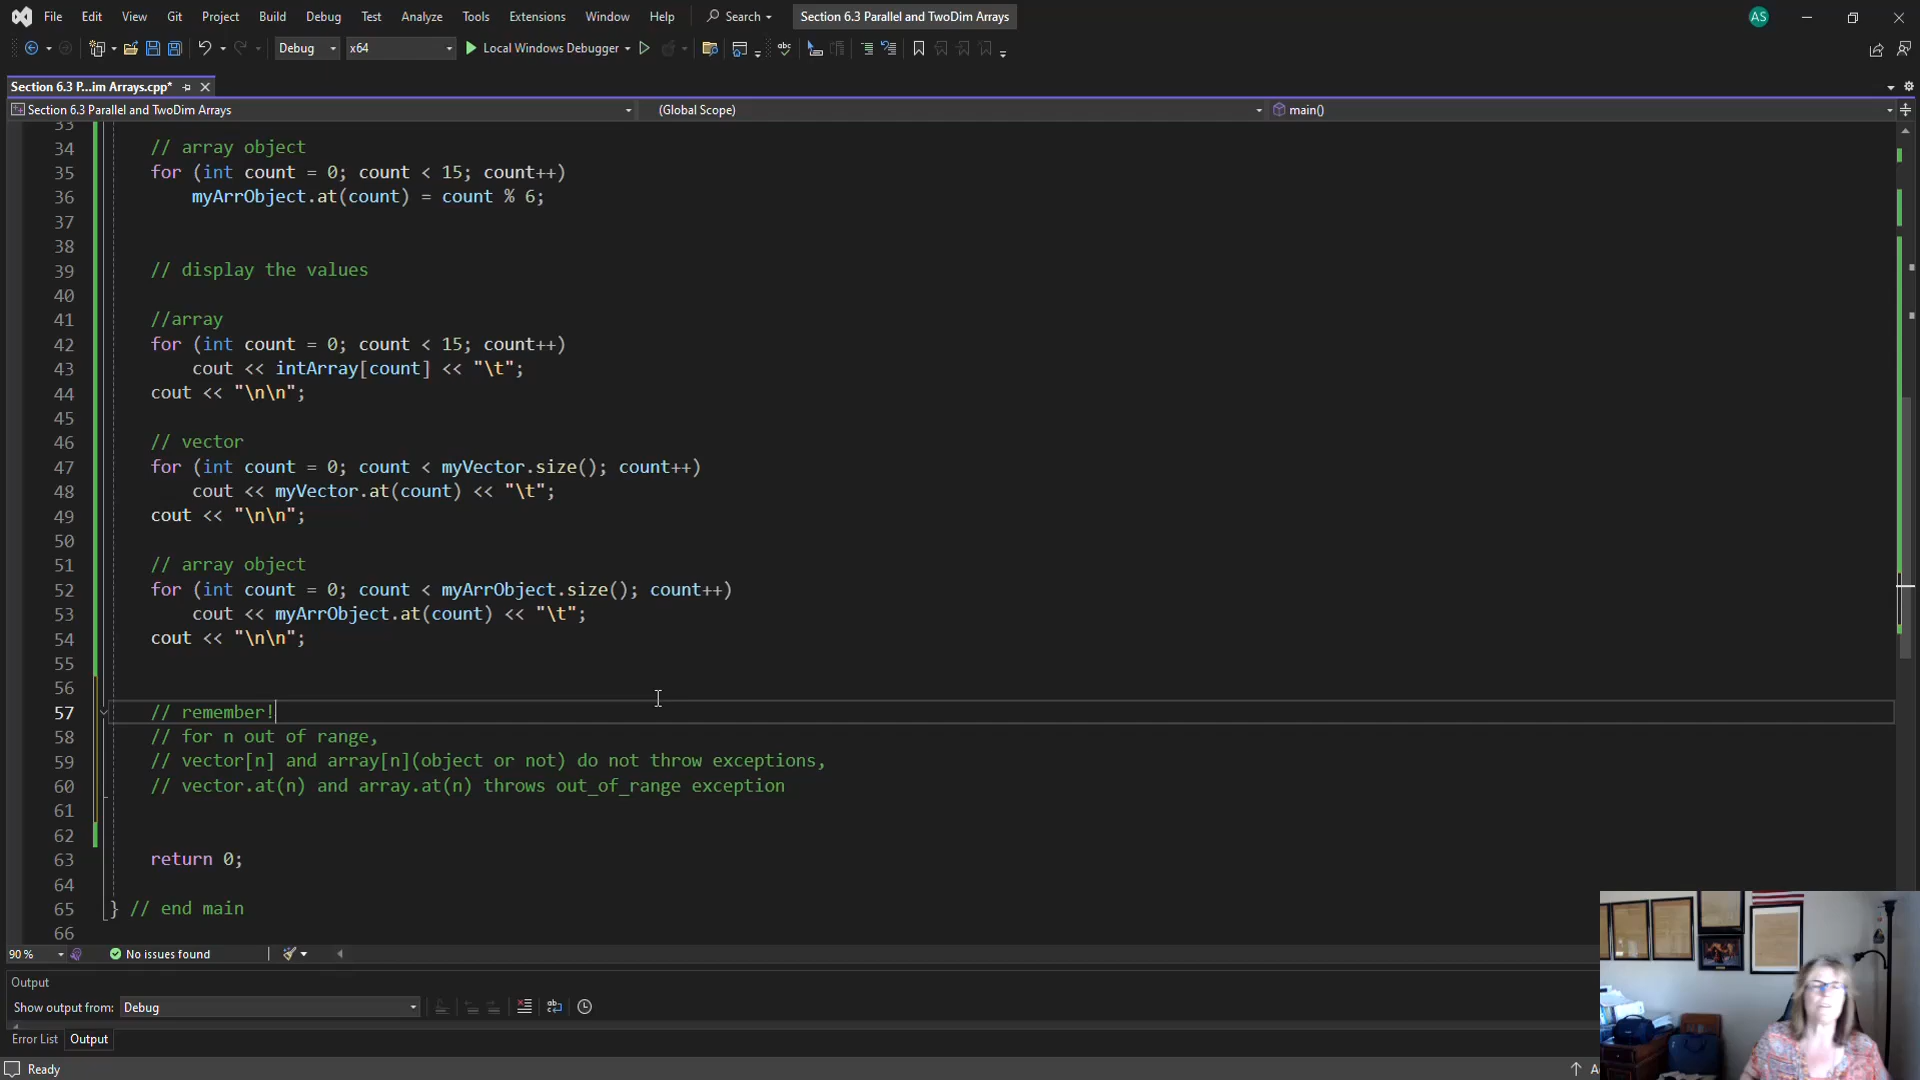 File Edit View Git Project Build Debug Test Analyze Tools Extensions Window Help Search Section 6.3 Parallel and TwoDim Arrays AS
Debug x64 Local Windows Debugger
Section 6.3 P...im Arrays.cpp*
Section 6.3 Parallel and TwoDim Arrays (Global Scope) main()
33
34 // array object
35 for (int count = 0; count < 15; count++)
36 myArrObject.at(count) = count % 6;
37
38
39 // display the values
40
41 //array
42 for (int count = 0; count < 15; count++)
43 cout << intArray[count] << "\t";
44 cout << "\n\n";
45
46 // vector
47 for (int count = 0; count < myVector.size(); count++)
48 cout << myVector.at(count) << "\t";
49 cout << "\n\n";
50
51 // array object
52 for (int count = 0; count < myArrObject.size(); count++)
53 cout << myArrObject.at(count) << "\t";
54 cout << "\n\n";
55
56
57 // remember!
58 // for n out of range,
59 // vector[n] and array[n](object or not) do not throw exceptions,
60 // vector.at(n) and array.at(n) throws out_of_range exception
61
62
63 return 0;
64
65 } // end main
66
90 % No issues found
Output
Show output from: Debug
Error List Output
Ready